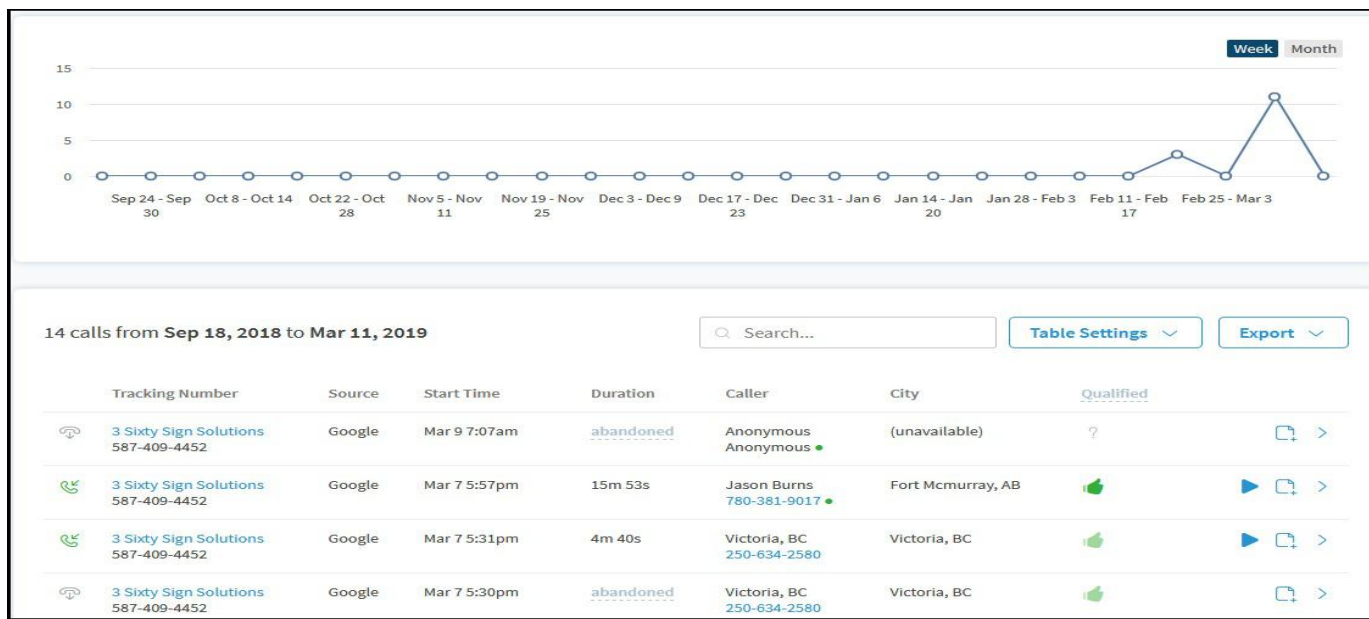 Week Month
15
10
5
0
Sep 24 - Sep 30 Oct 8 - Oct 14 Oct 22 - Oct 28 Nov 5 - Nov 11 Nov 19 - Nov 25 Dec 3 - Dec 9 Dec 17 - Dec 23 Dec 31 - Jan 6 Jan 14 - Jan 20 Jan 28 - Feb 3 Feb 11 - Feb 17 Feb 25 - Mar 3
14 calls from Sep 18, 2018 to Mar 11, 2019 Search... Table Settings Export
Tracking Number Source Start Time Duration Caller City Qualified
3 Sixty Sign Solutions Google Mar 9 7:07am abandoned Anonymous (unavailable) ?
587-409-4452 Anonymous
3 Sixty Sign Solutions Google Mar 7 5:57pm 15m 53s Jason Burns Fort Mcmurray, AB
587-409-4452 780-381-9017
3 Sixty Sign Solutions Google Mar 7 5:31pm 4m 40s Victoria, BC Victoria, BC
587-409-4452 250-634-2580
3 Sixty Sign Solutions Google Mar 7 5:30pm abandoned Victoria, BC Victoria, BC
587-409-4452 250-634-2580